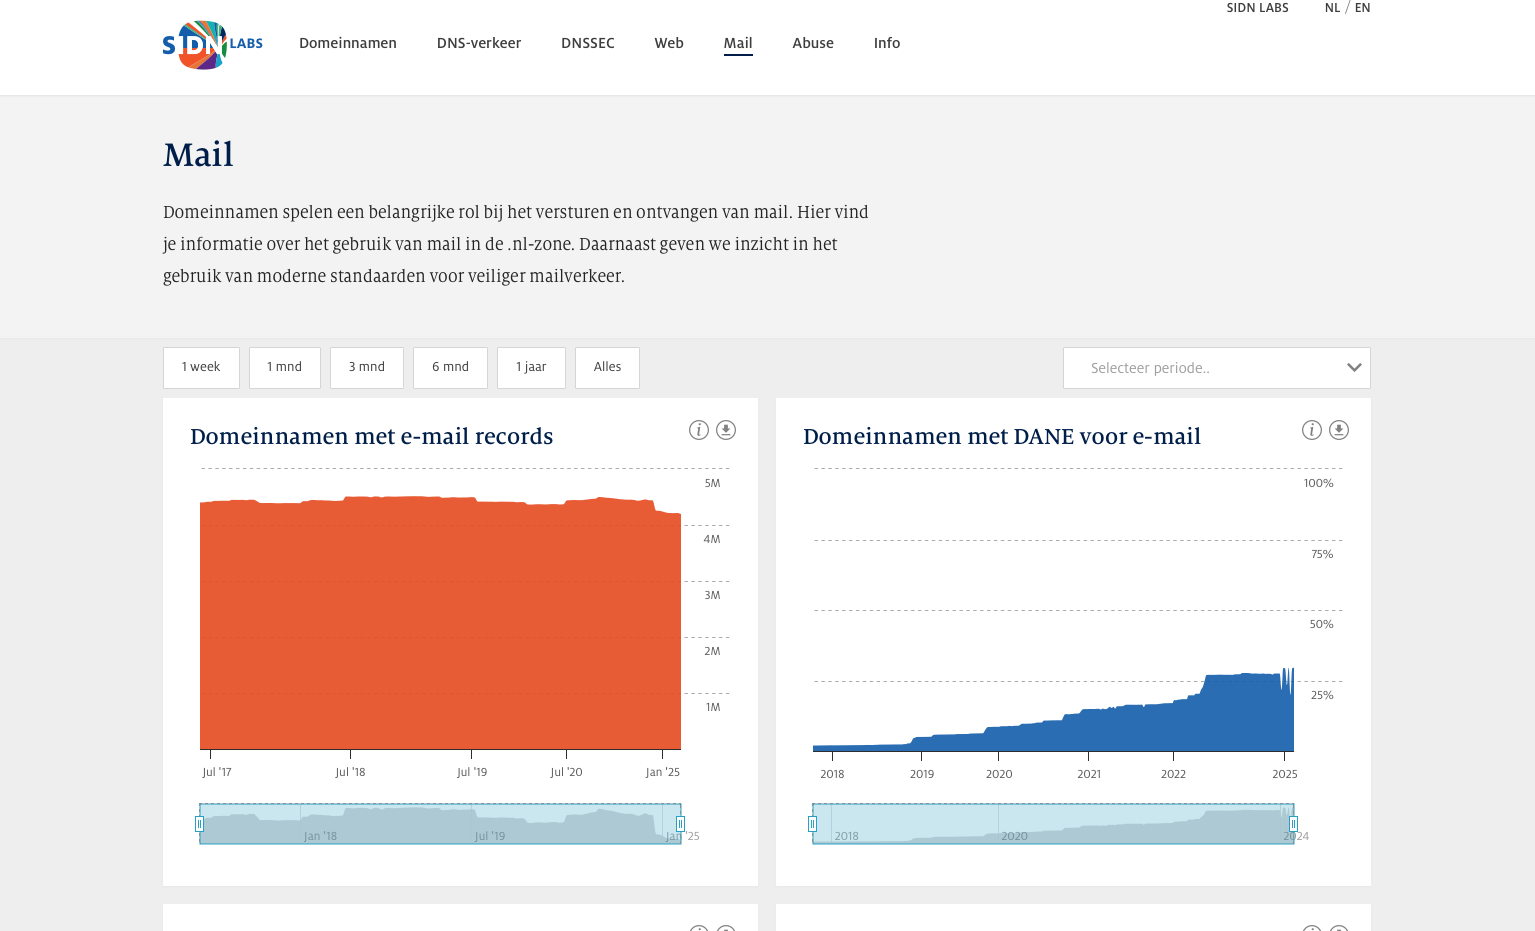 SIDN LABS
NL / EN
SIDN LABS
Domeinnamen
DNS-verkeer
DNSSEC
Web
Mail
Abuse
Info
Mail
Domeinnamen spelen een belangrijke rol bij het versturen en ontvangen van mail. Hier vind
je informatie over het gebruik van mail in de .nl-zone. Daarnaast geven we inzicht in het
gebruik van moderne standaarden voor veiliger mailverkeer.
1 week
1 mnd
3 mnd
6 mnd
1 jaar
Alles
Selecteer periode..
Domeinnamen met e-mail records
5M
4M
3M
2M
1M
Jul '17
Jul '18
Jul '19
Jul '20
Jan '25
Jan '18
Jul '19
Jan '25
Domeinnamen met DANE voor e-mail
100%
75%
50%
25%
2018
2019
2020
2021
2022
2025
2018
2020
2024